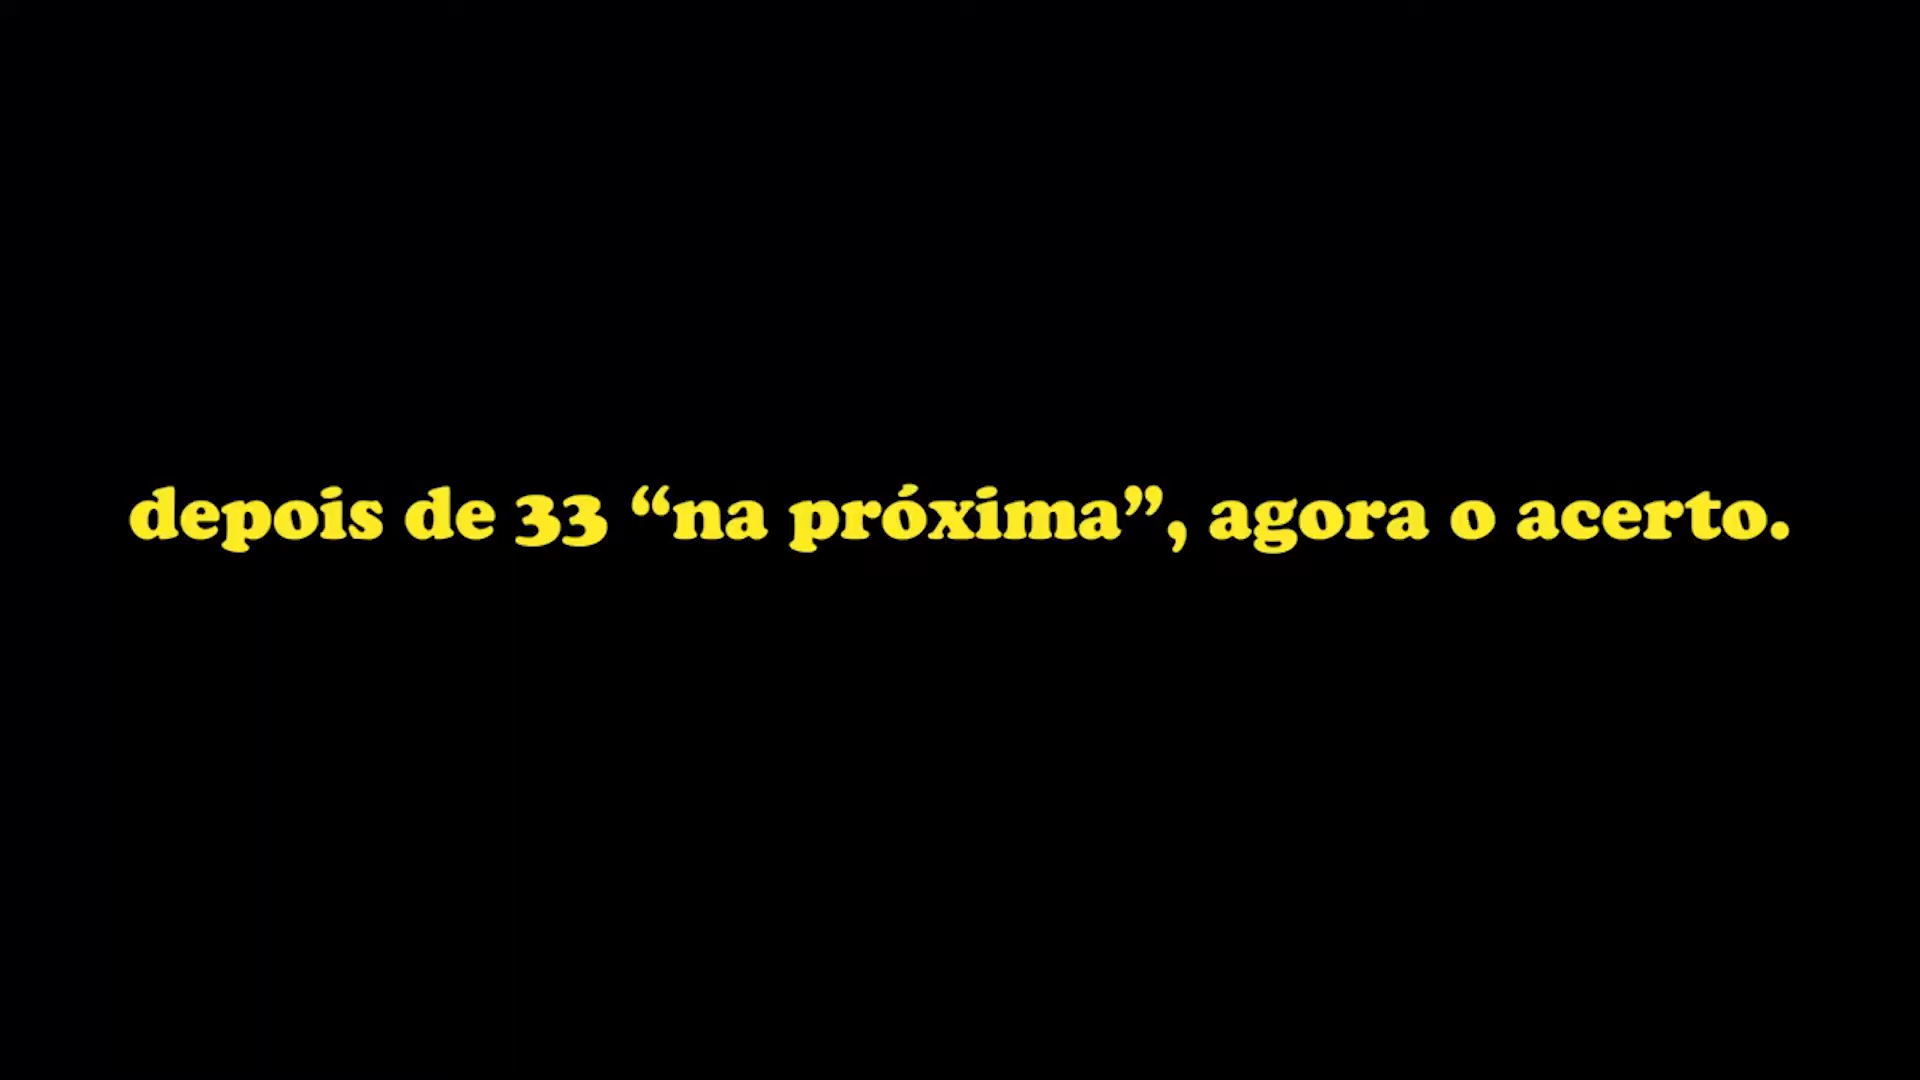 depois de 33 “na próxima”, agora o acerto.